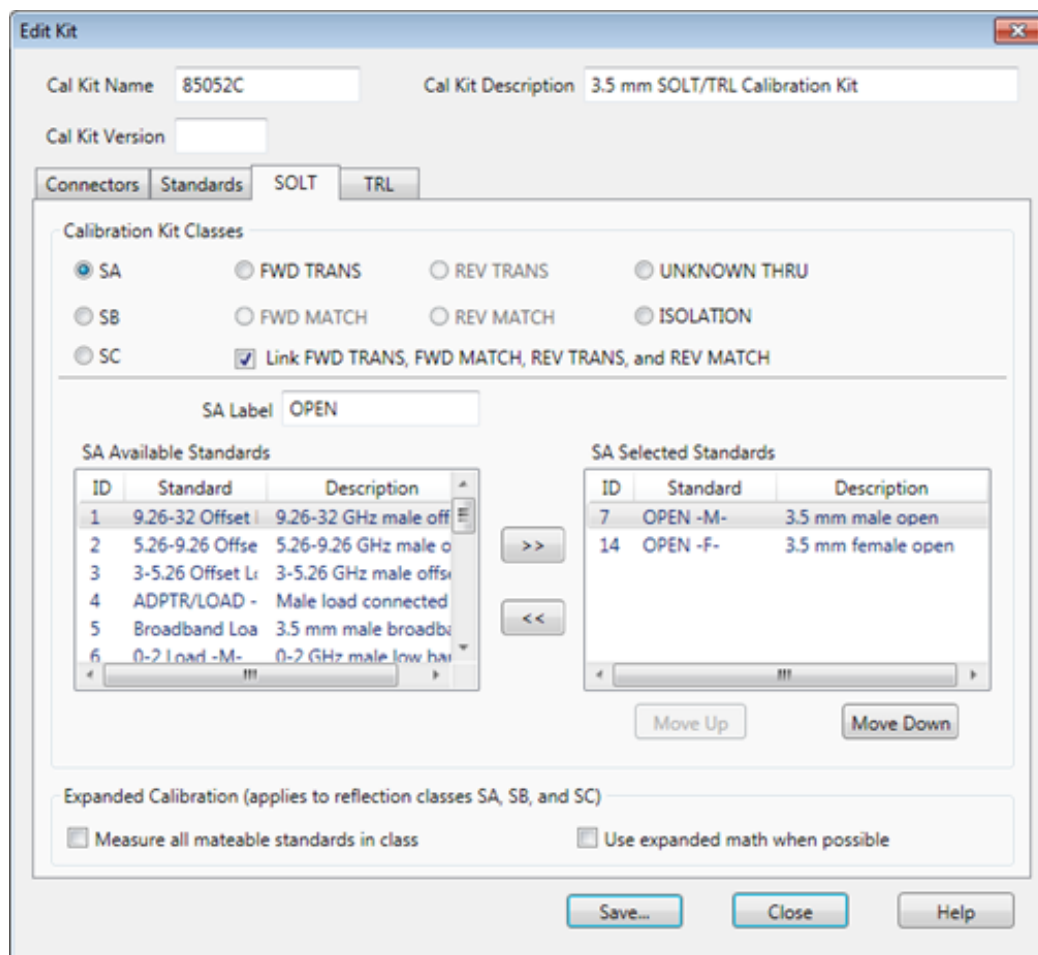 Edit Kit
Cal Kit Name 85052C Cal Kit Description 3.5 mm SOLT/TRL Calibration Kit
Cal Kit Version
Connectors Standards SOLT TRL
Calibration Kit Classes
SA FWD TRANS REV TRANS UNKNOWN THRU
SB FWD MATCH REV MATCH ISOLATION
SC Link FWD TRANS, FWD MATCH, REV TRANS, and REV MATCH
SA Label OPEN
SA Available Standards SA Selected Standards
ID Standard Description ID Standard Description
1 9.26-32 Offset 9.26-32 GHz male off 7 OPEN -M- 3.5 mm male open
2 5.26-9.26 Offse 5.26-9.26 GHz male o 14 OPEN -F- 3.5 mm female open
3 3-5.26 Offset Lo 3-5.26 GHz male offse
4 ADPTR/LOAD - Male load connected
5 Broadband Loa 3.5 mm male broadba
6 0-2 Load -M- 0-2 GHz male low ban
>>
<<
Move Up Move Down
Expanded Calibration (applies to reflection classes SA, SB, and SC)
Measure all mateable standards in class Use expanded math when possible
Save... Close Help